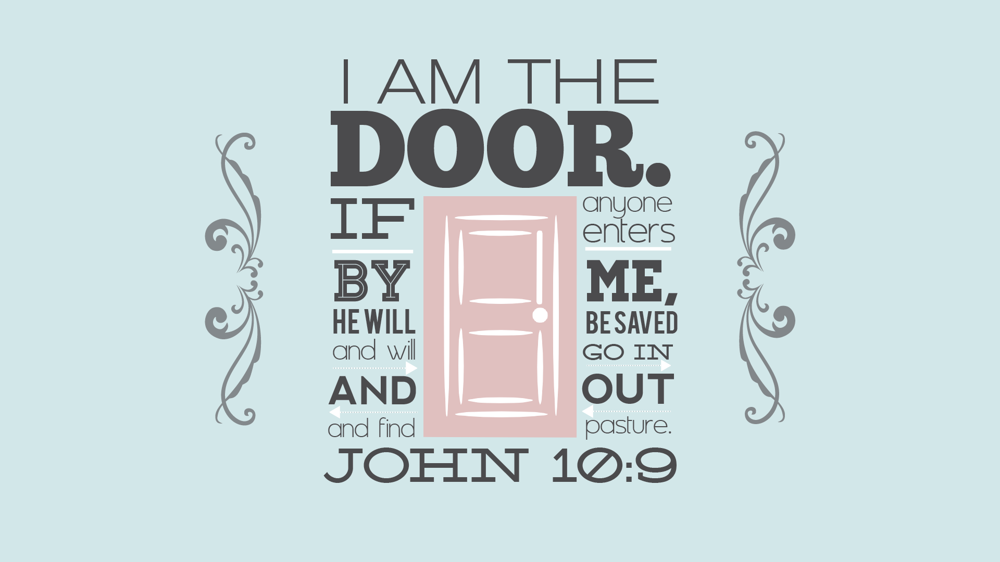 I AM THE
DOOR.
IF anyone
enters
BY ME,
HE WILL BE SAVED
and will GO IN
AND OUT
and find pasture.
JOHN 10:9